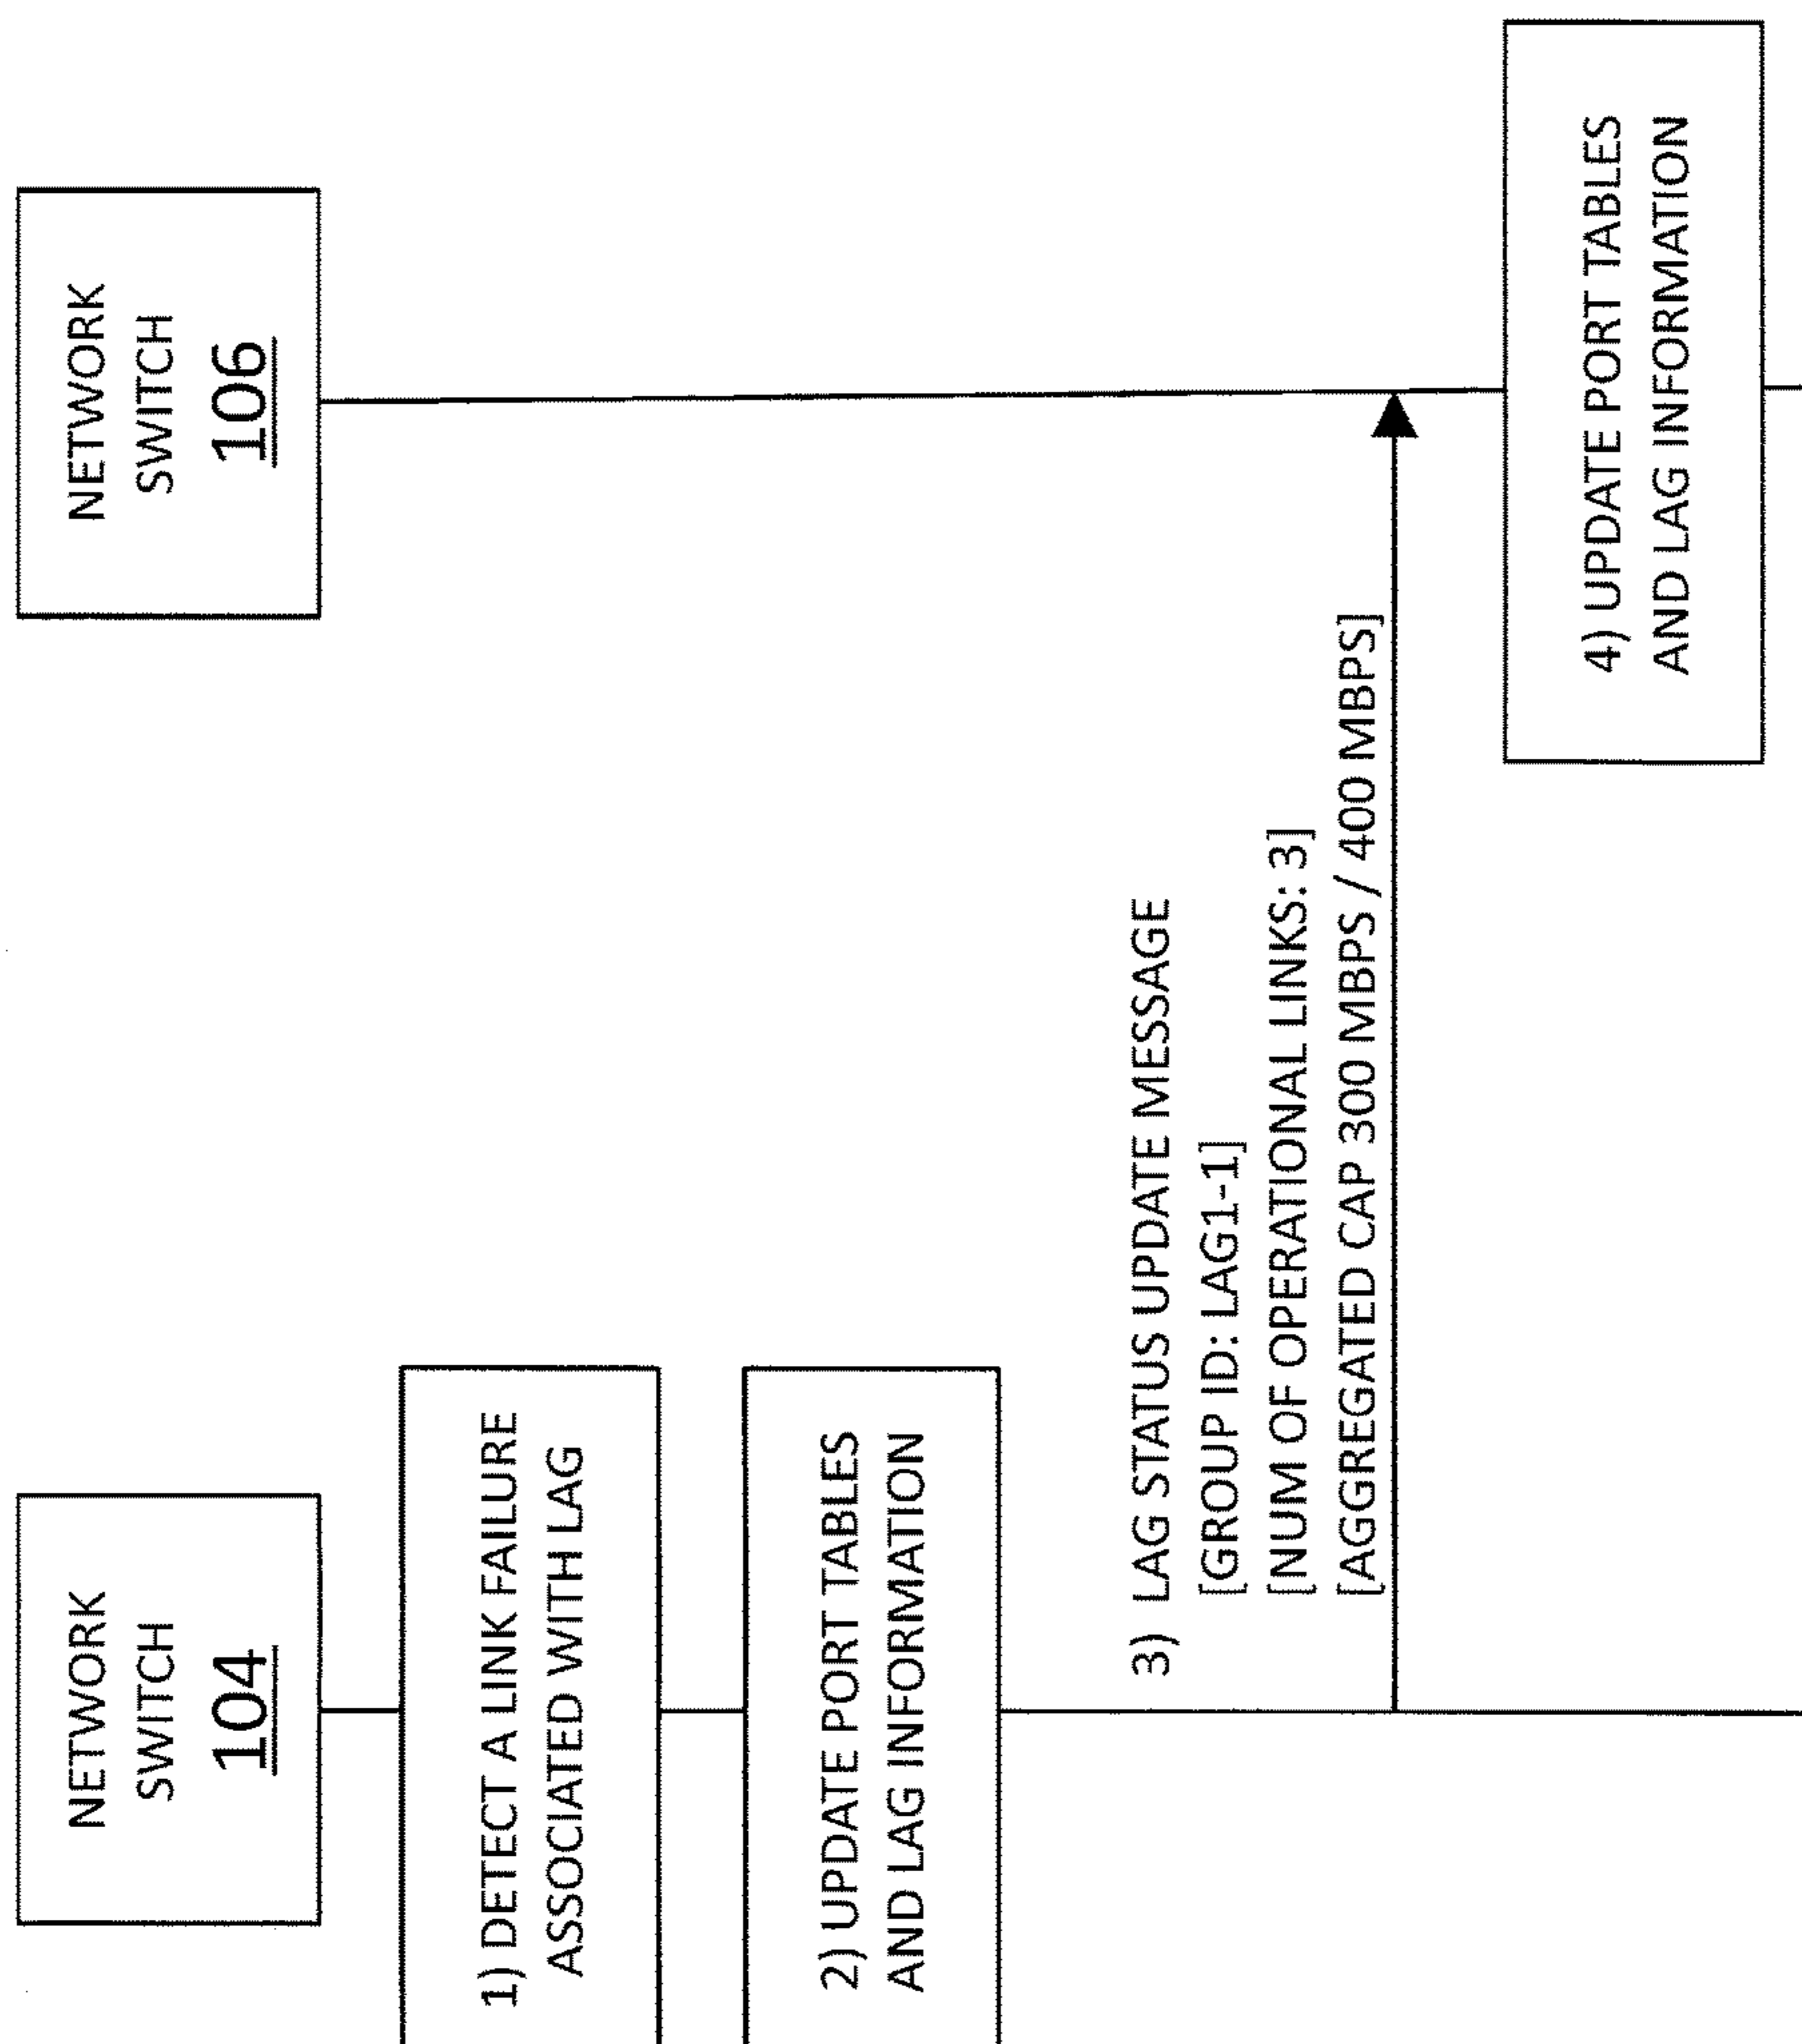 NETWORK
SWITCH
104
NETWORK
SWITCH
106
1) DETECT A LINK FAILURE
ASSOCIATED WITH LAG
2) UPDATE PORT TABLES
AND LAG INFORMATION
3) LAG STATUS UPDATE MESSAGE
[GROUP ID: LAG1-1]
[NUM OF OPERATIONAL LINKS: 3]
[AGGREGATED CAP 300 MBPS / 400 MBPS]
4) UPDATE PORT TABLES
AND LAG INFORMATION